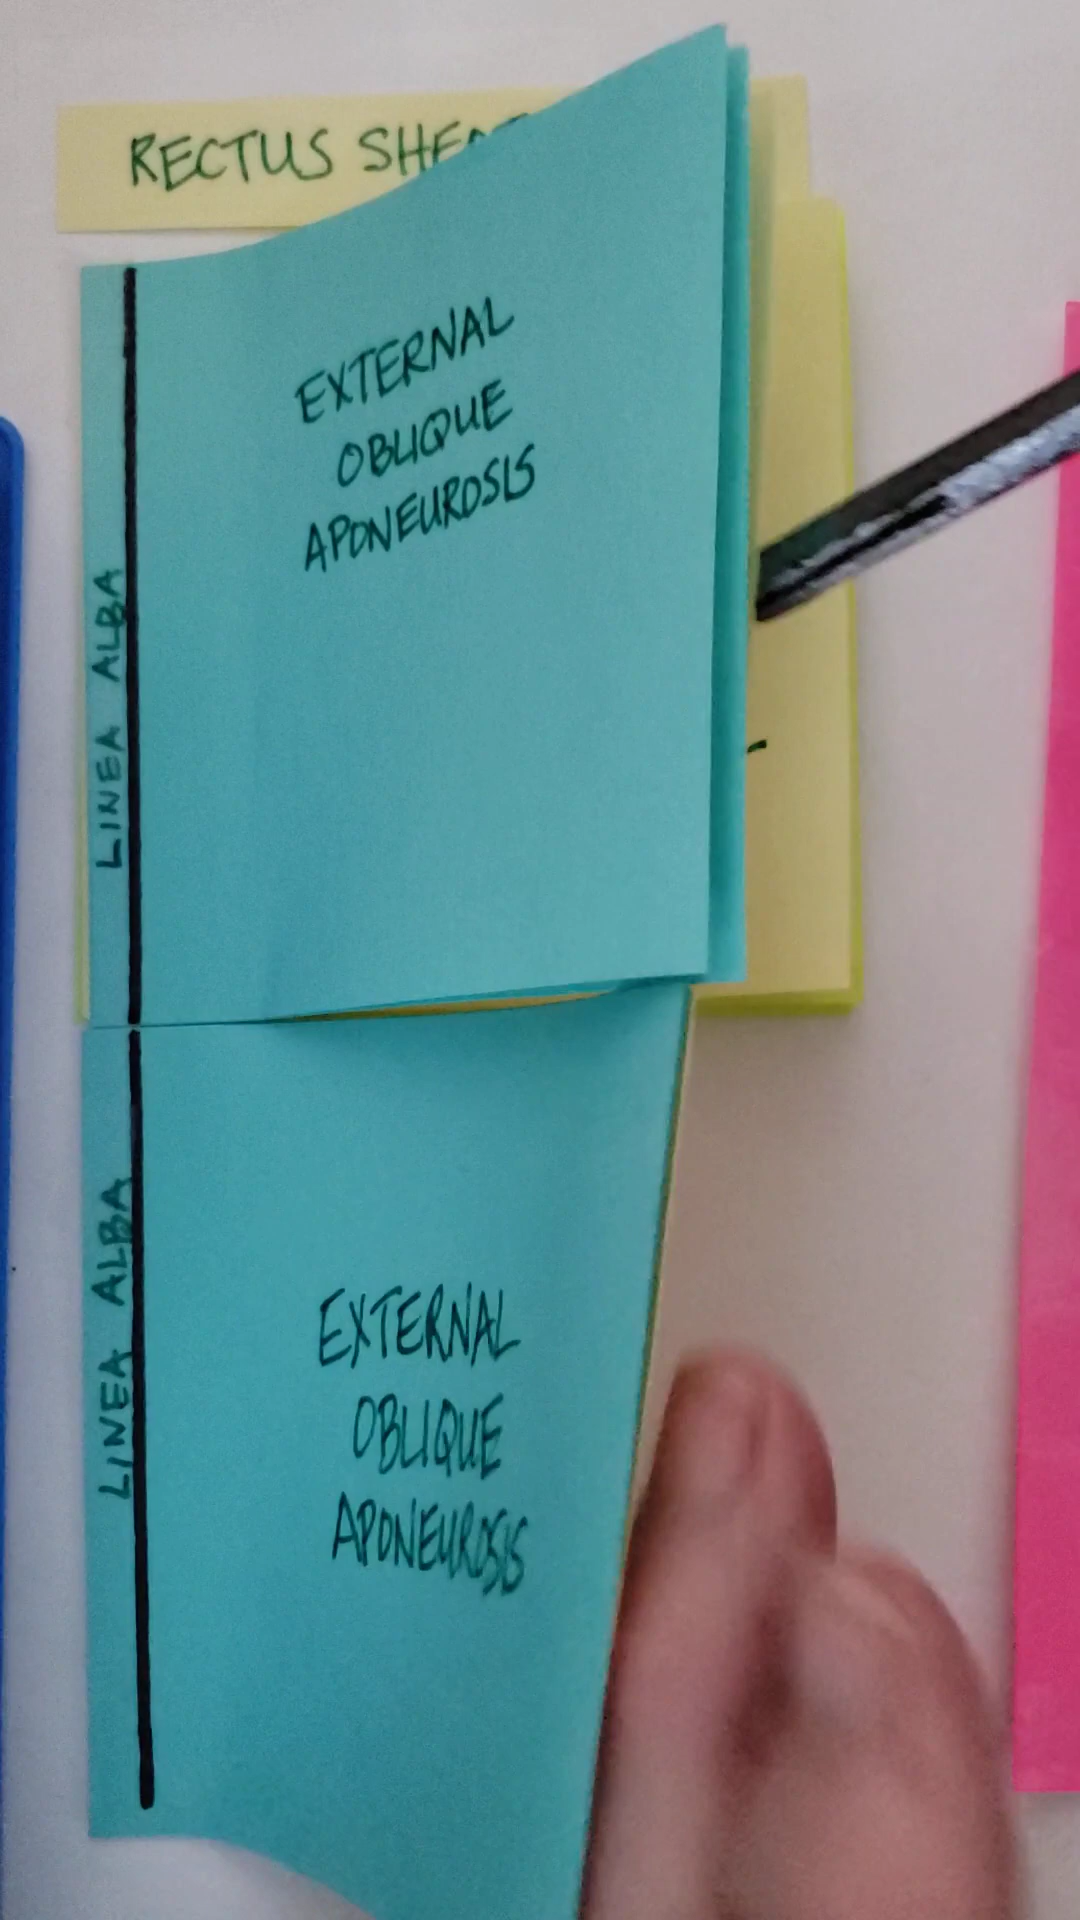 RECTUS
EXTERNAL
OBLIQUE
APONEUROSIS
LINEA ALBA
EXTERNAL
OBLIQUE
APONEUROSIS
LINEA ALBA